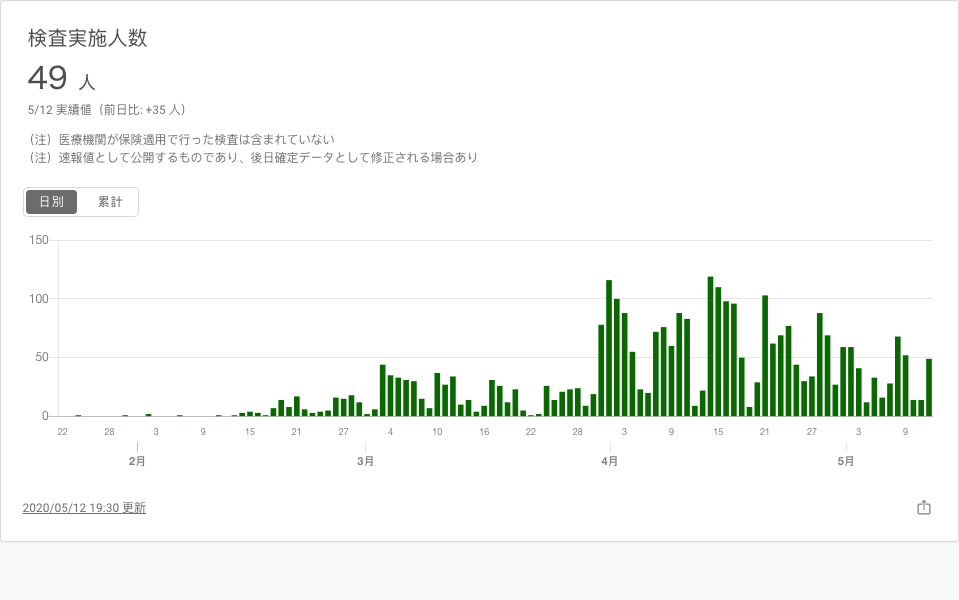 検査実施人数
49 人
5/12 実績値（前日比: +35 人）
（注）医療機関が保険適用で行った検査は含まれていない
（注）速報値として公開するものであり、後日確定データとして修正される場合あり
日別 累計
150
100
50
0
22 28 3 9 15 21 27 4 10 16 22 28 3 9 15 21 27 3 9
2月 3月 4月 5月
2020/05/12 19:30 更新